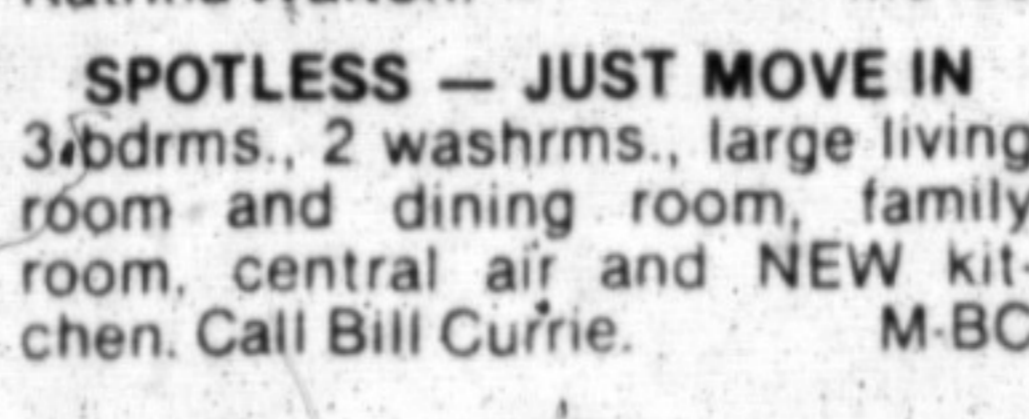 SPOTLESS — JUST MOVE IN
3 bdrms., 2 washrms., large living
room and dining room, family
room, central air and NEW kit-
chen. Call Bill Currie. M-BC